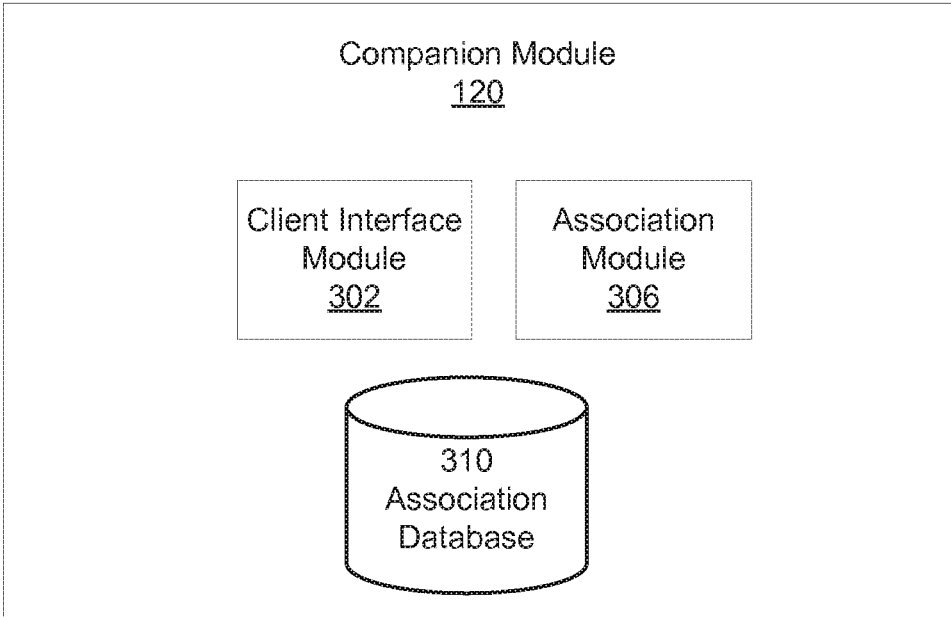 Companion Module
120
Client Interface
Module
302
Association
Module
306
310
Association
Database